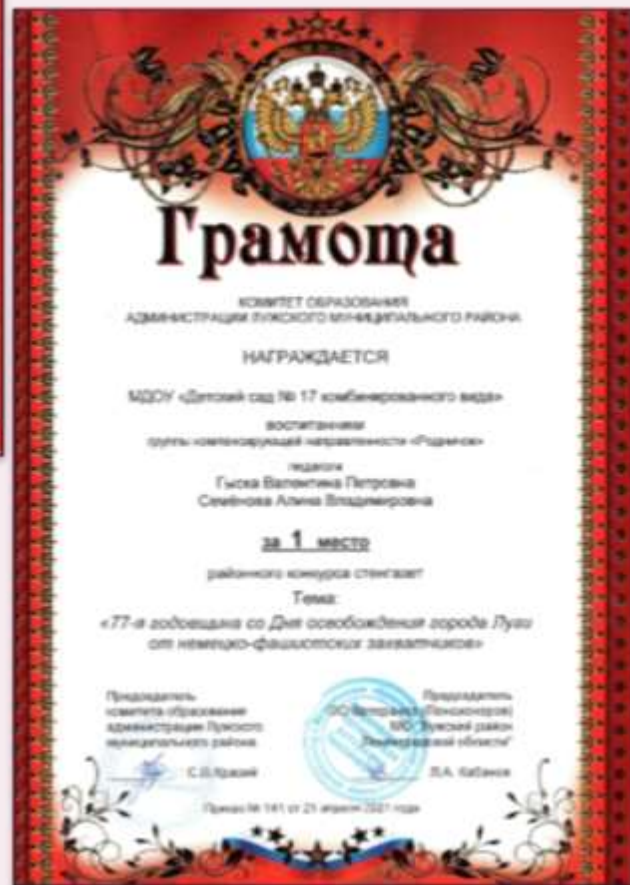 Грамота
КОМИТЕТ ОБРАЗОВАНИЯ
АДМИНИСТРАЦИИ ЛУЖСКОГО МУНИЦИПАЛЬНОГО РАЙОНА
НАГРАЖДАЕТСЯ
МДОУ «Детский сад № 17 комбинированного вида»
воспитанники
группы компенсирующей направленности «Родничок»
педагоги
Гыска Валентина Петровна
Семёнова Алина Владимировна
за 1 место
районного конкурса стенгазет
Тема:
«77-я годовщина со Дня освобождения города Луги
от немецко-фашистских захватчиков»
Председатель
комитета образования
администрации Лужского
муниципального района
С.В.
Председатель
(Пенсионеров)
МО "Лужский район
Ленинградской области"
Кабанов
Приказ № 141 от 21 апреля 2021 года